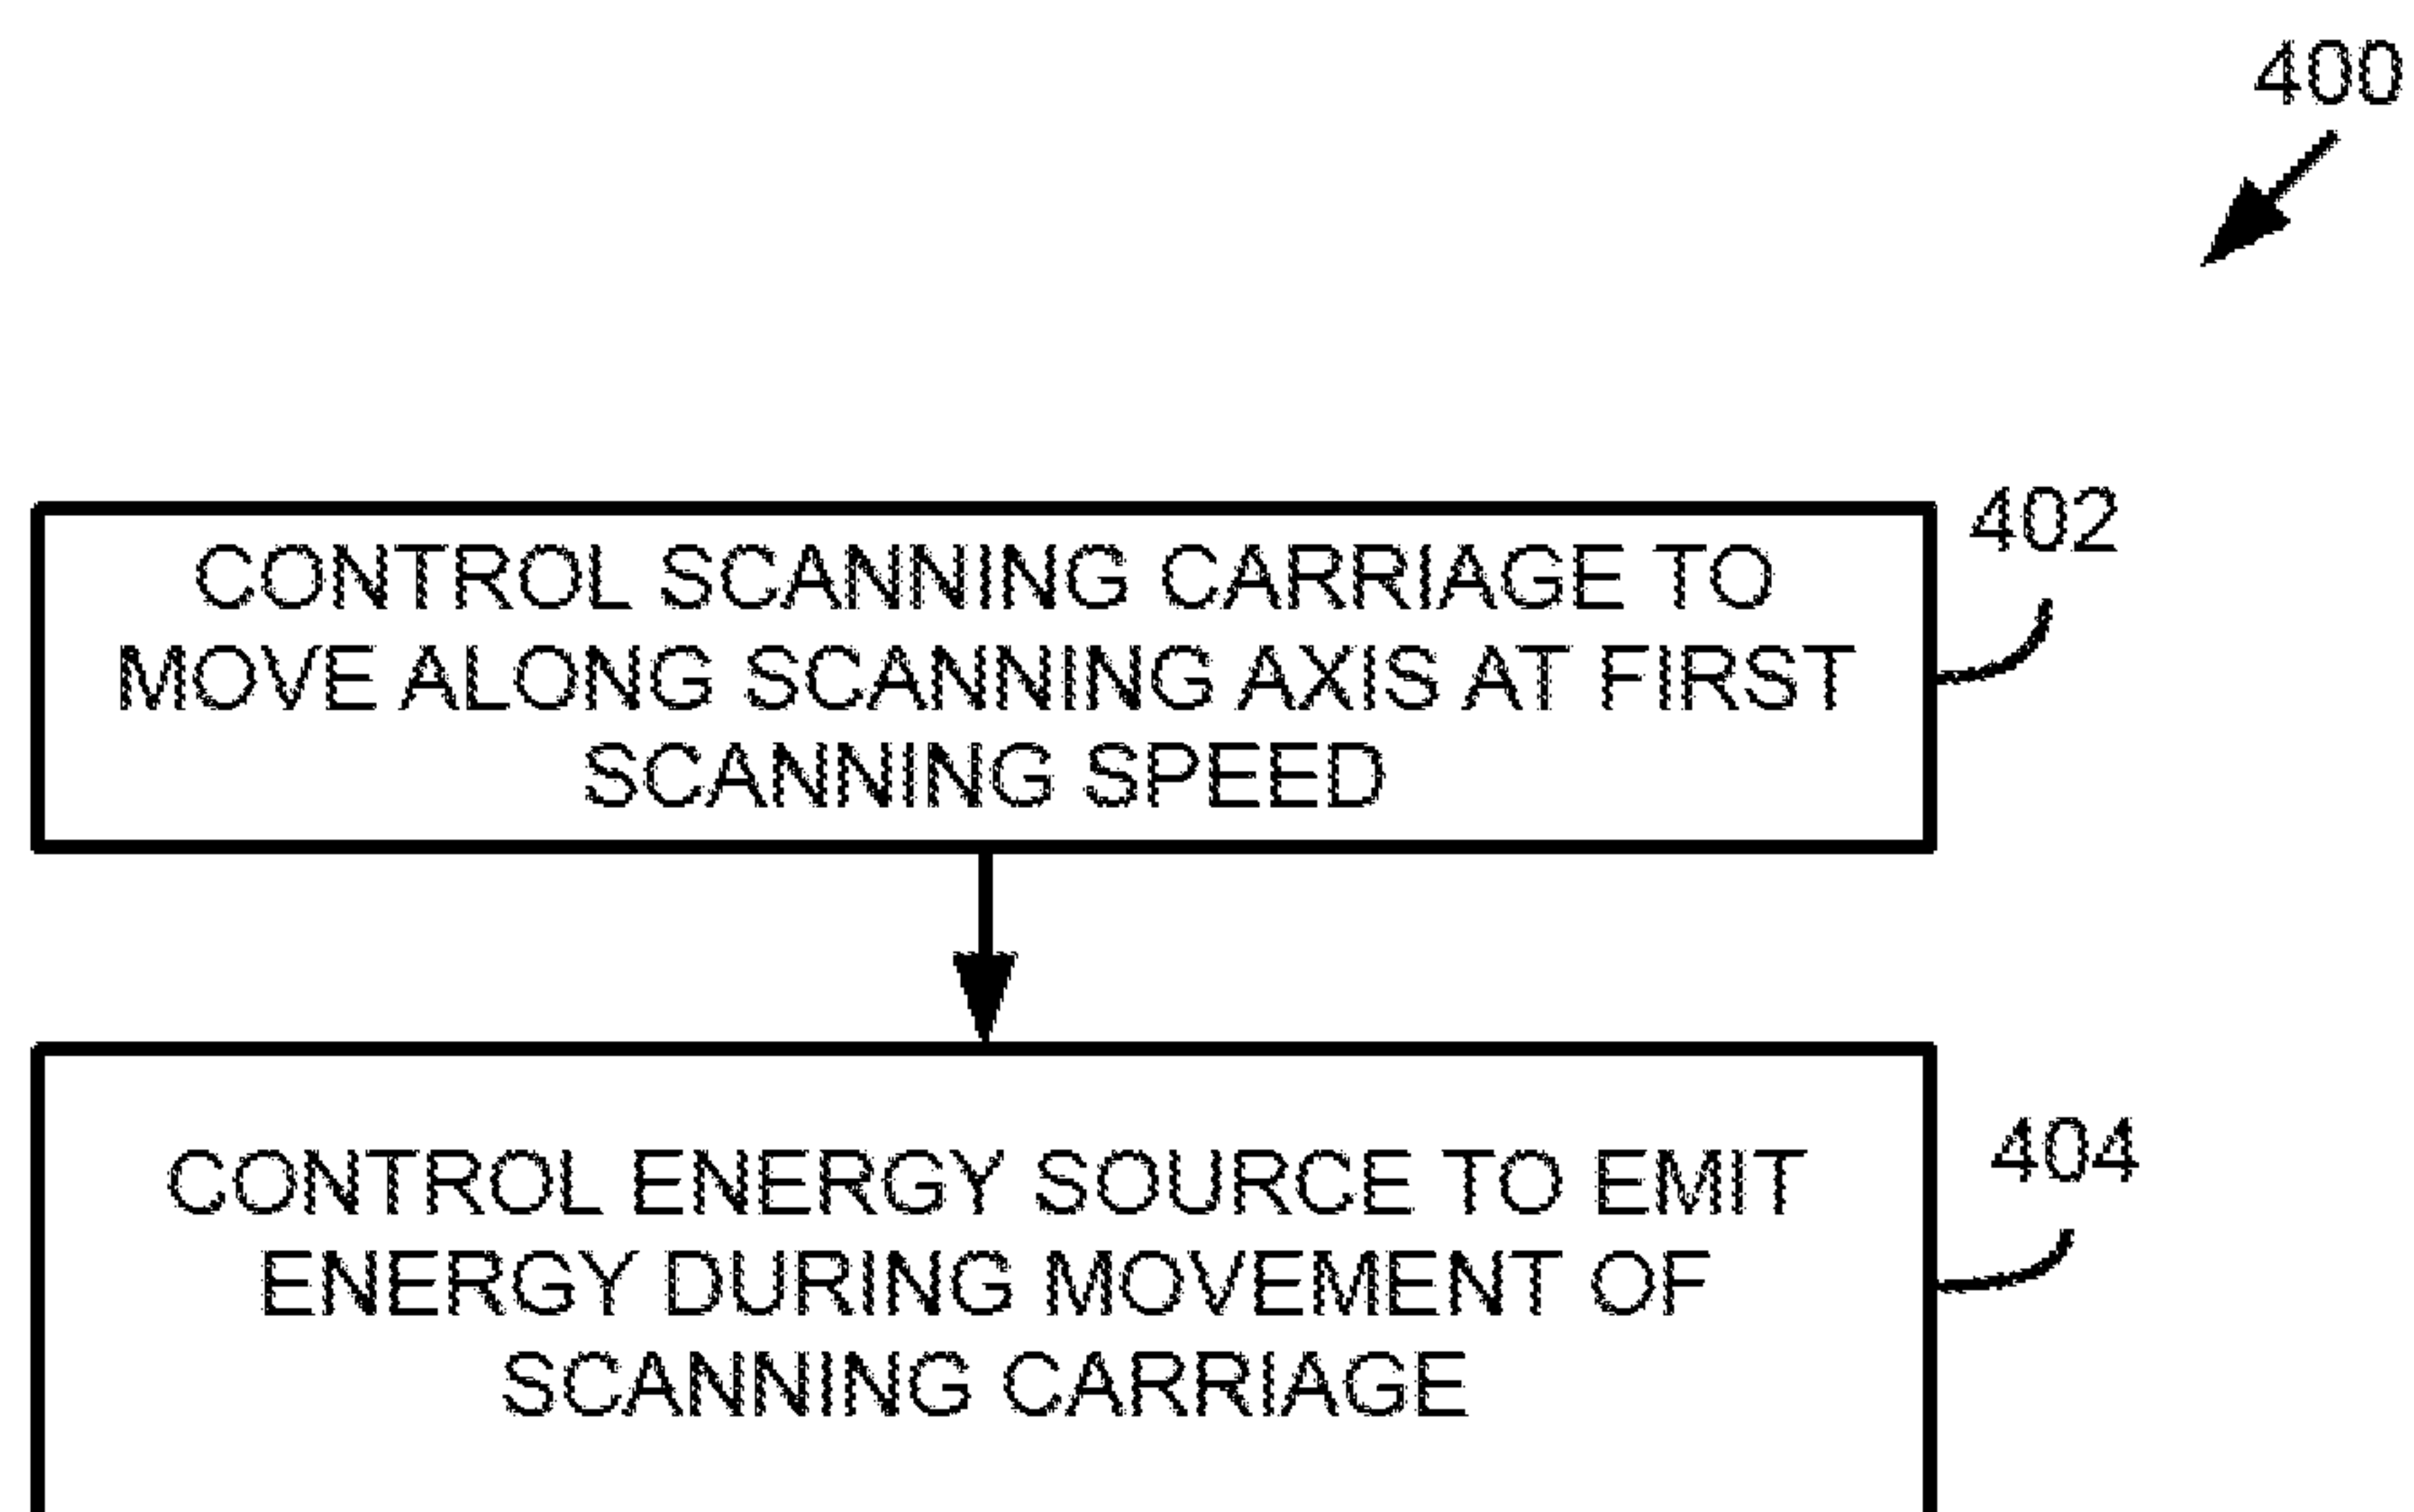 400
402
CONTROL SCANNING CARRIAGE TO
MOVE ALONG SCANNING AXIS AT FIRST
SCANNING SPEED
404
CONTROL ENERGY SOURCE TO EMIT
ENERGY DURING MOVEMENT OF
SCANNING CARRIAGE